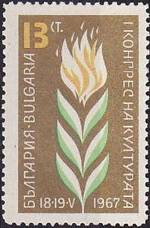 13 СТ.
БЪЛГАРИЯ·BULGARIA
I КОНГРЕС НА КУЛТУРАТА
18·19·V 1967